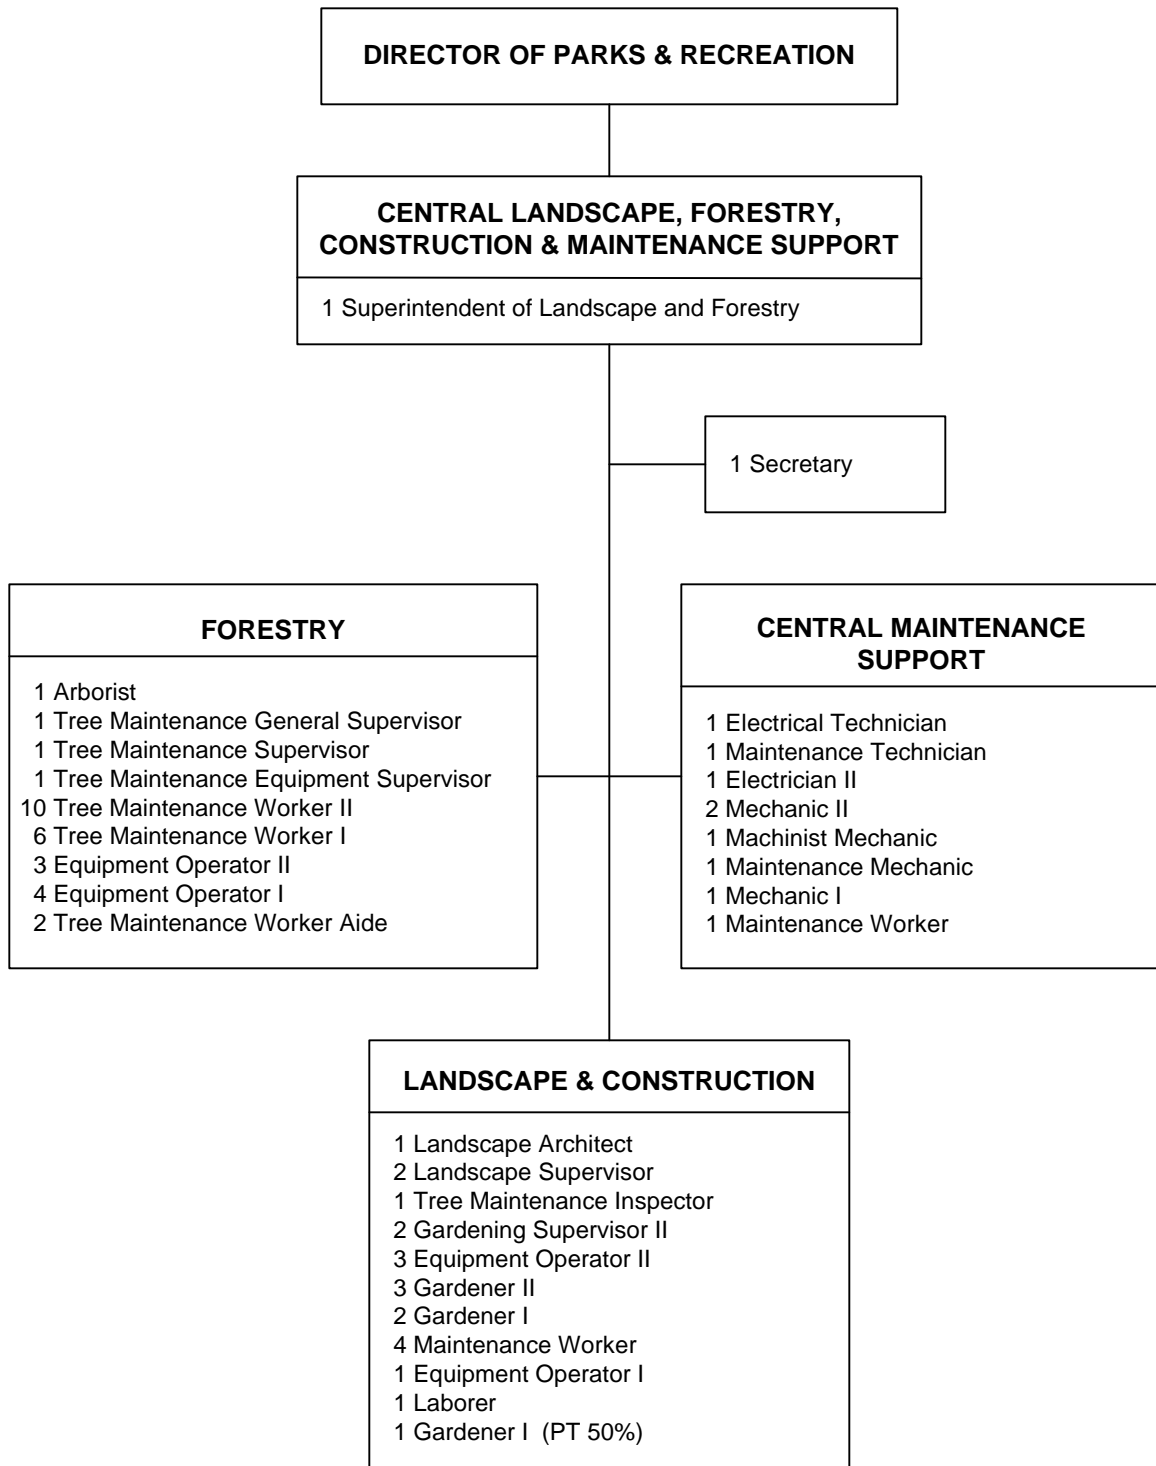 DIRECTOR OF PARKS & RECREATION
CENTRAL LANDSCAPE, FORESTRY,
CONSTRUCTION & MAINTENANCE SUPPORT
1 Superintendent of Landscape and Forestry
1 Secretary
FORESTRY
1 Arborist
1 Tree Maintenance General Supervisor
1 Tree Maintenance Supervisor
1 Tree Maintenance Equipment Supervisor
10 Tree Maintenance Worker II
6 Tree Maintenance Worker I
3 Equipment Operator II
4 Equipment Operator I
2 Tree Maintenance Worker Aide
CENTRAL MAINTENANCE
SUPPORT
1 Electrical Technician
1 Maintenance Technician
1 Electrician II
2 Mechanic II
1 Machinist Mechanic
1 Maintenance Mechanic
1 Mechanic I
1 Maintenance Worker
LANDSCAPE & CONSTRUCTION
1 Landscape Architect
2 Landscape Supervisor
1 Tree Maintenance Inspector
2 Gardening Supervisor II
3 Equipment Operator II
3 Gardener II
2 Gardener I
4 Maintenance Worker
1 Equipment Operator I
1 Laborer
1 Gardener I (PT 50%)